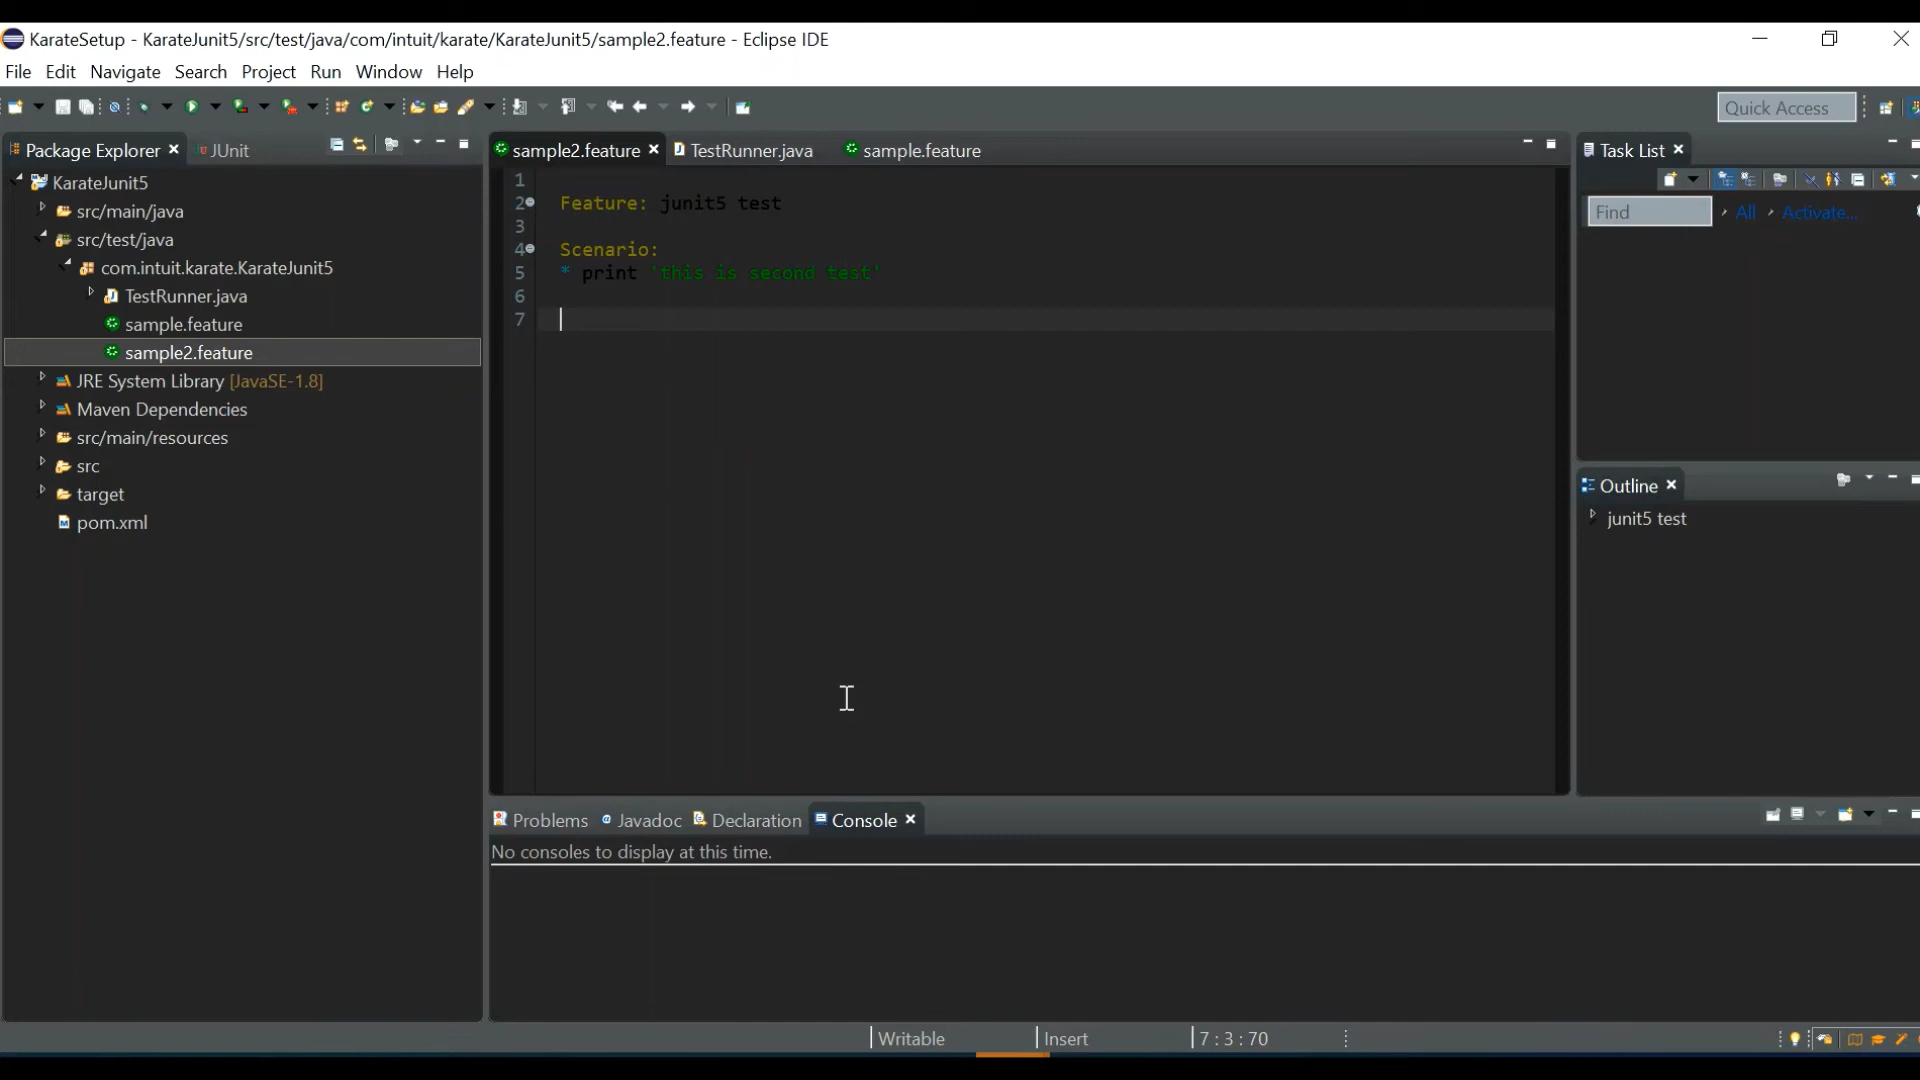 KarateSetup - KarateJunit5/src/test/java/com/intuit/karate/KarateJunit5/sample2.feature - Eclipse IDE
File Edit Navigate Search Project Run Window Help
Quick Access
Package Explorer
JUnit
KarateJunit5
src/main/java
src/test/java
com.intuit.karate.KarateJunit5
TestRunner.java
sample.feature
sample2.feature
JRE System Library [JavaSE-1.8]
Maven Dependencies
src/main/resources
src
target
pom.xml
sample2.feature TestRunner.java sample.feature
1
2 Feature: junit5 test
3
4 Scenario:
5 * print 'this is second test'
6
7
Task List
Find All Activate...
Outline
junit5 test
Problems Javadoc Declaration Console
No consoles to display at this time.
Writable Insert 7 : 3 : 70